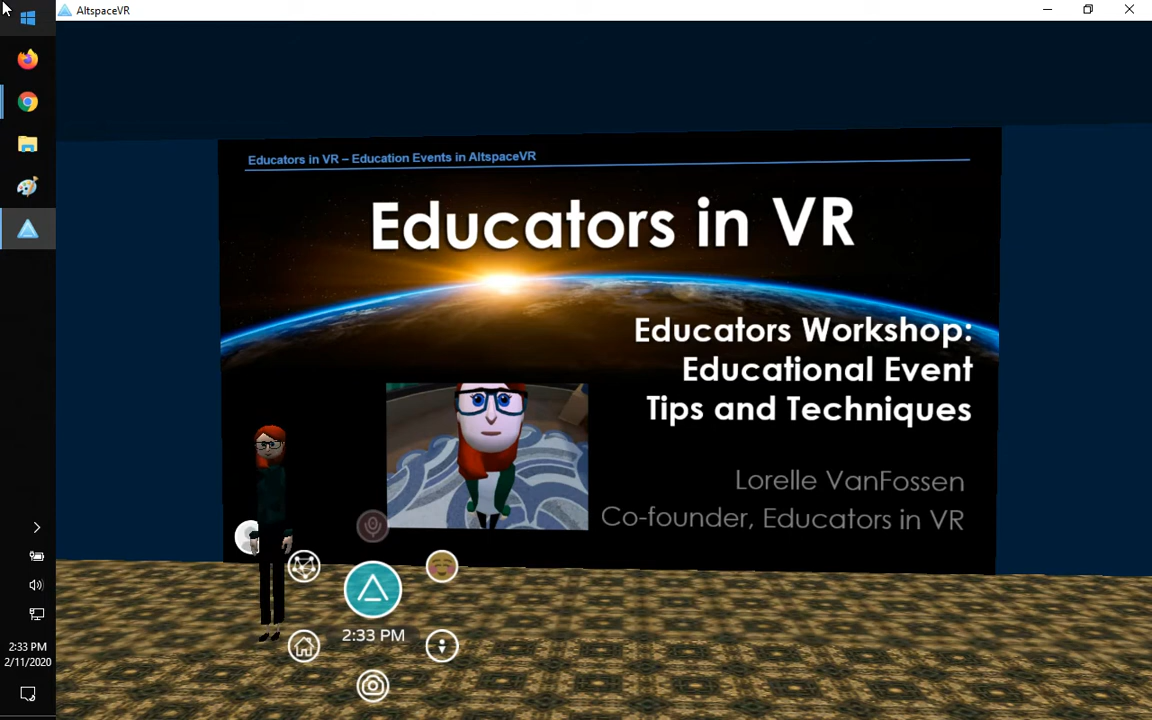 AltspaceVR
Educators in VR – Education Events in AltspaceVR
Educators in VR
Educators Workshop:
Educational Event
Tips and Techniques
Lorelle VanFossen
Co-founder, Educators in VR
2:33 PM
2:33 PM
2/11/2020